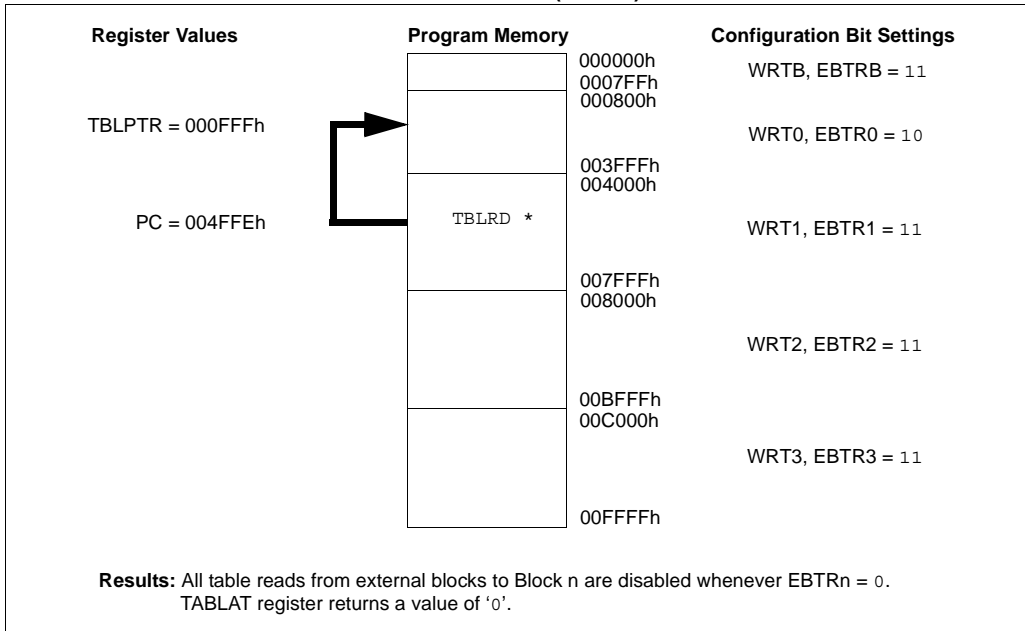 Register Values Program Memory Configuration Bit Settings
000000h
WRTB, EBTRB = 11
0007FFh
000800h
TBLPTR = 000FFFh
WRT0, EBTR0 = 10
003FFFh
004000h
PC = 004FFEh
TBLRD *
WRT1, EBTR1 = 11
007FFFh
008000h
WRT2, EBTR2 = 11
00BFFFh
00C000h
WRT3, EBTR3 = 11
00FFFFh
Results: All table reads from external blocks to Block n are disabled whenever EBTRn = 0.
TABLAT register returns a value of ‘0’.